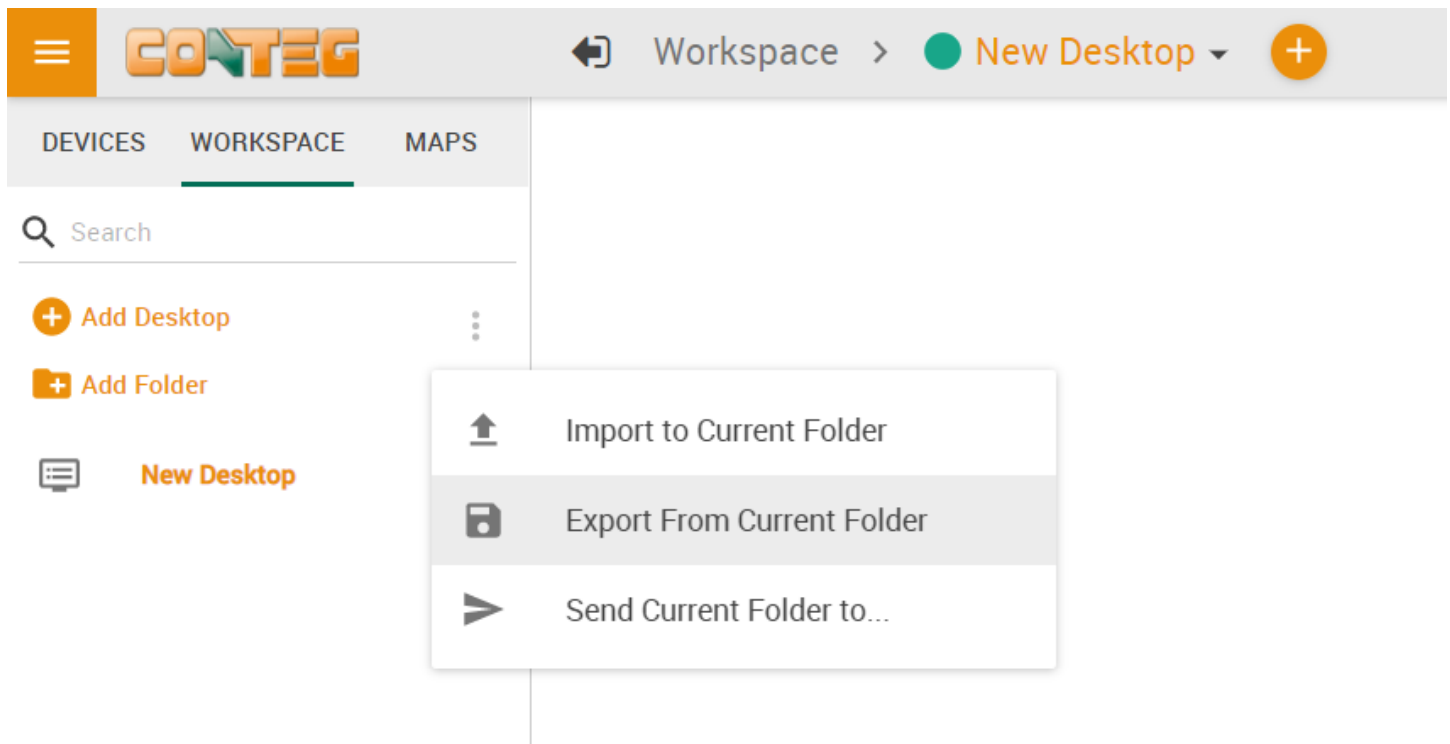 CONTEG
Workspace > New Desktop
DEVICES WORKSPACE MAPS
Search
Add Desktop
Add Folder
New Desktop
Import to Current Folder
Export From Current Folder
Send Current Folder to...